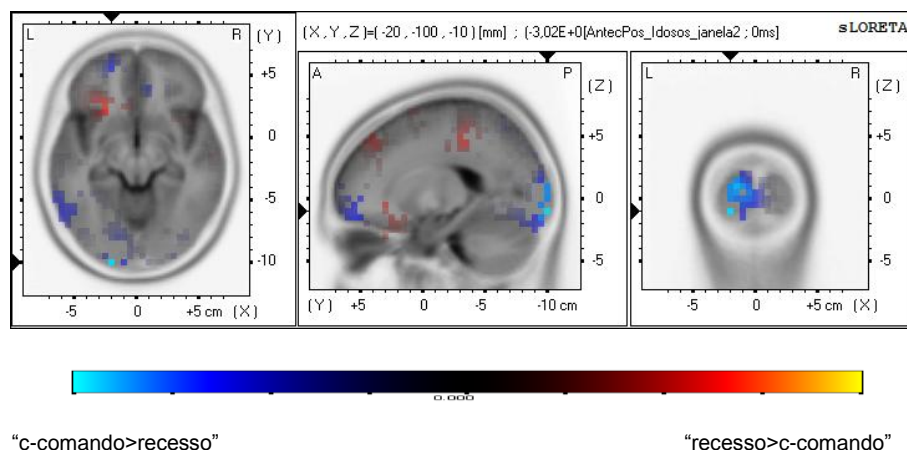 L R (Y) (X,Y,Z)=(-20,-100,-10)[mm] ; (-3,02E+0[AntecPos_Idosos_janela2 ; 0ms] sLORETA
A P (Z) L R (Z)
+5 +5 +5
0
-5 0 0
-10 -5 -5
-5 0 +5 cm (X) (Y) +5 0 -5 -10 cm -5 0 +5 cm (X)
0.000
“c-comando>recesso” “recesso>c-comando”